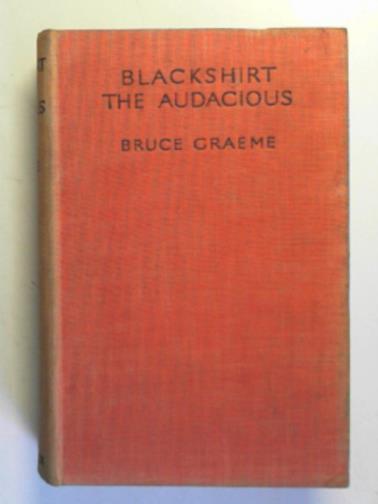 BLACKSHIRT
THE AUDACIOUS
BRUCE GRAEME